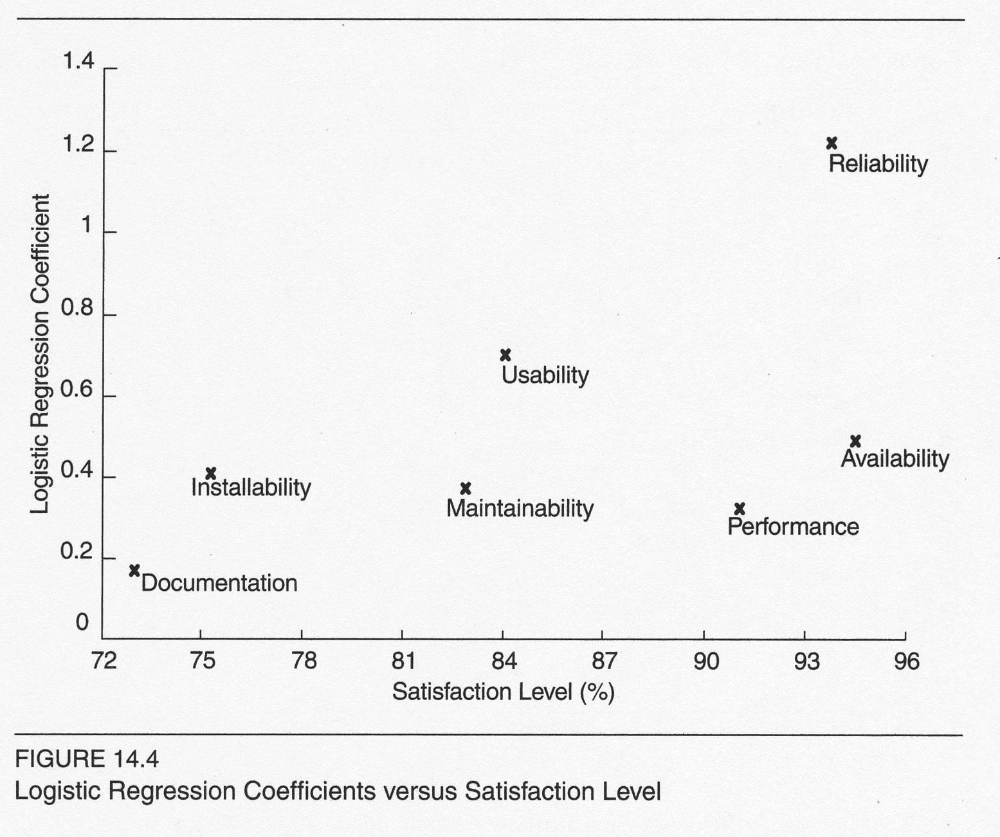 1.4
1.2
1
0.8
0.6
0.4
0.2
0
Logistic Regression Coefficient
Reliability
Usability
Availability
Installability
Maintainability
Performance
Documentation
72 75 78 81 84 87 90 93 96
Satisfaction Level (%)
FIGURE 14.4
Logistic Regression Coefficients versus Satisfaction Level